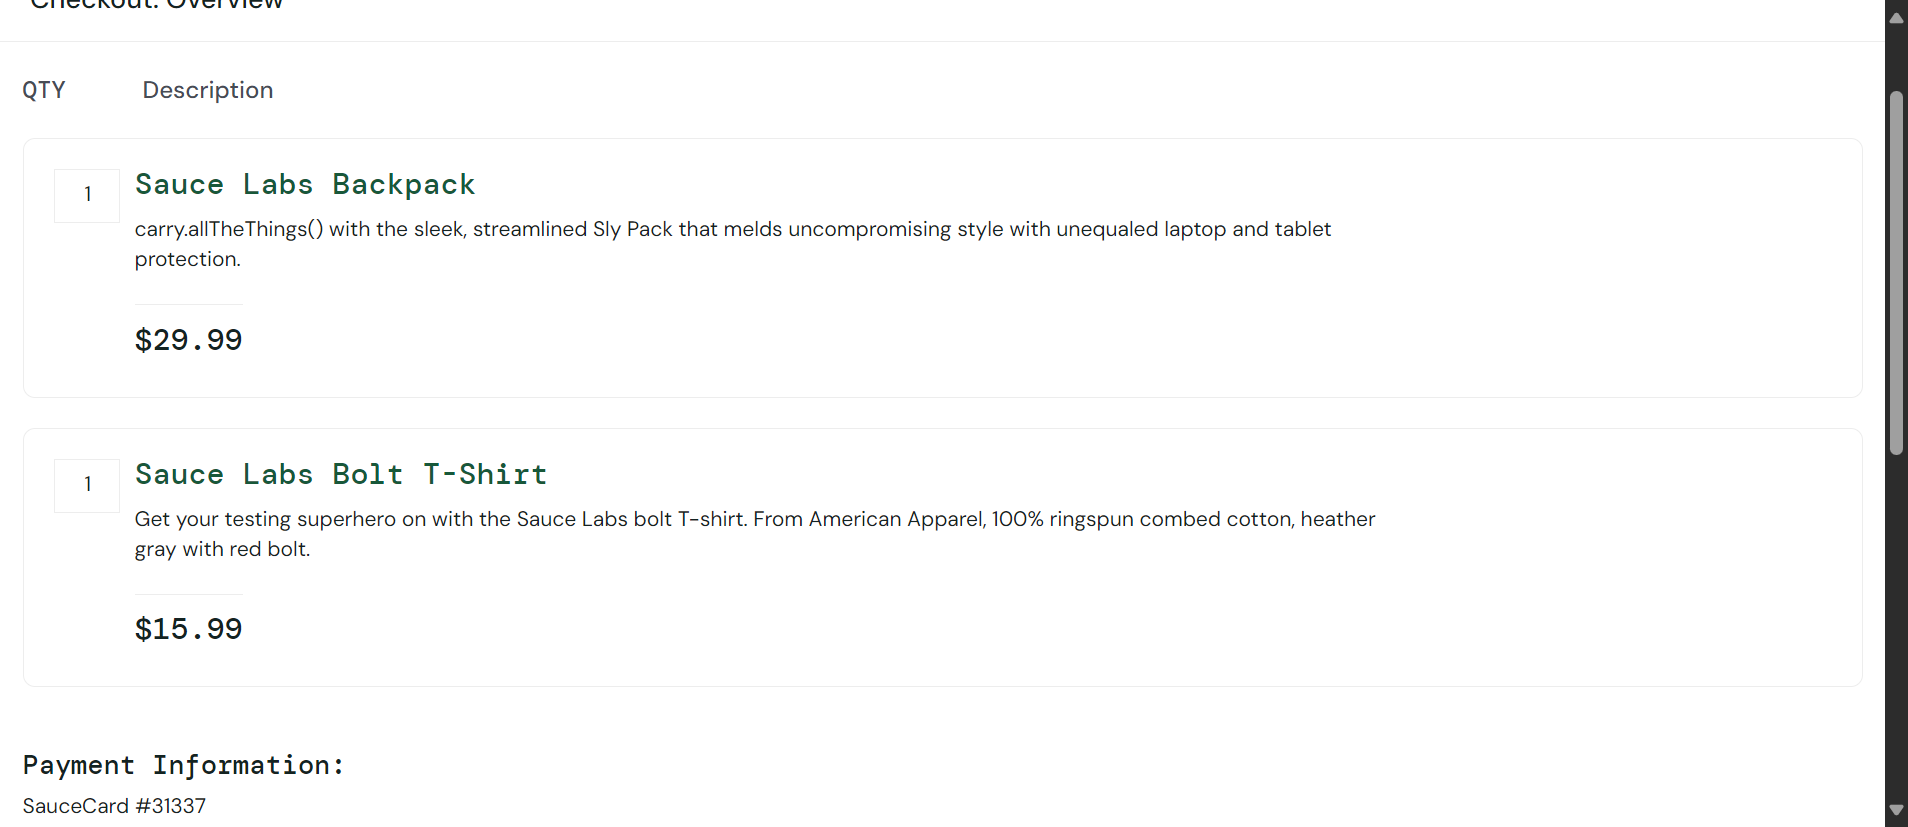 Checkout: Overview
QTY Description
1 Sauce Labs Backpack
carry.allTheThings() with the sleek, streamlined Sly Pack that melds uncompromising style with unequaled laptop and tablet
protection.
$29.99
1 Sauce Labs Bolt T-Shirt
Get your testing superhero on with the Sauce Labs bolt T-shirt. From American Apparel, 100% ringspun combed cotton, heather
gray with red bolt.
$15.99
Payment Information:
SauceCard #31337